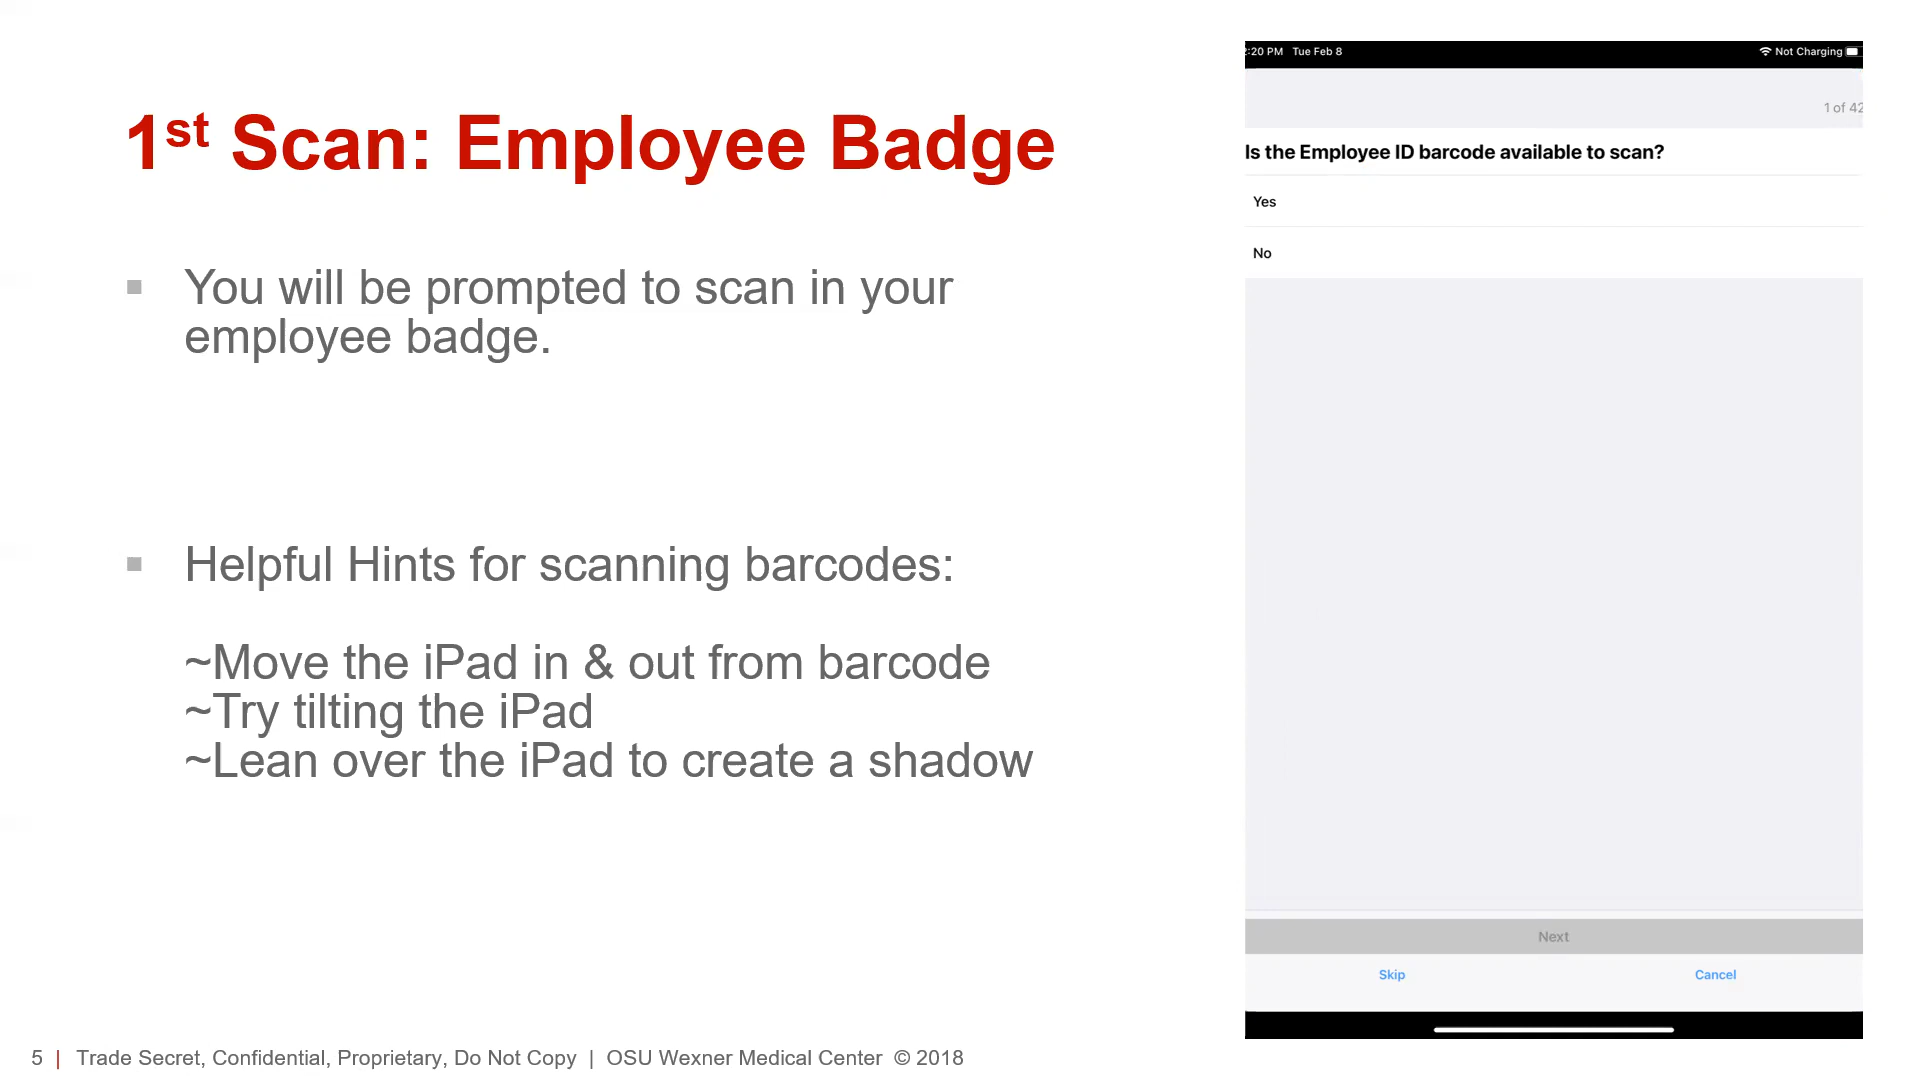 1st Scan: Employee Badge
▪ You will be prompted to scan in your
employee badge.
▪ Helpful Hints for scanning barcodes:
~Move the iPad in & out from barcode
~Try tilting the iPad
~Lean over the iPad to create a shadow
:20 PM Tue Feb 8 Not Charging
1 of 42
Is the Employee ID barcode available to scan?
Yes
No
Next
Skip Cancel
5 | Trade Secret, Confidential, Proprietary, Do Not Copy | OSU Wexner Medical Center © 2018